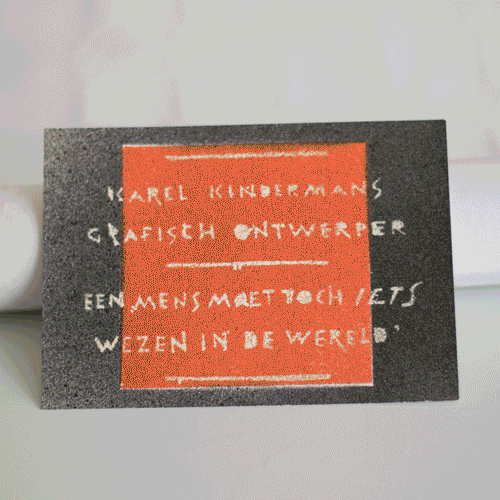 KAREL KINDERMANS
GRAFISCH ONTWERPER
EEN MENS MOET TOCH IETS
WEZEN IN DE WERELD'